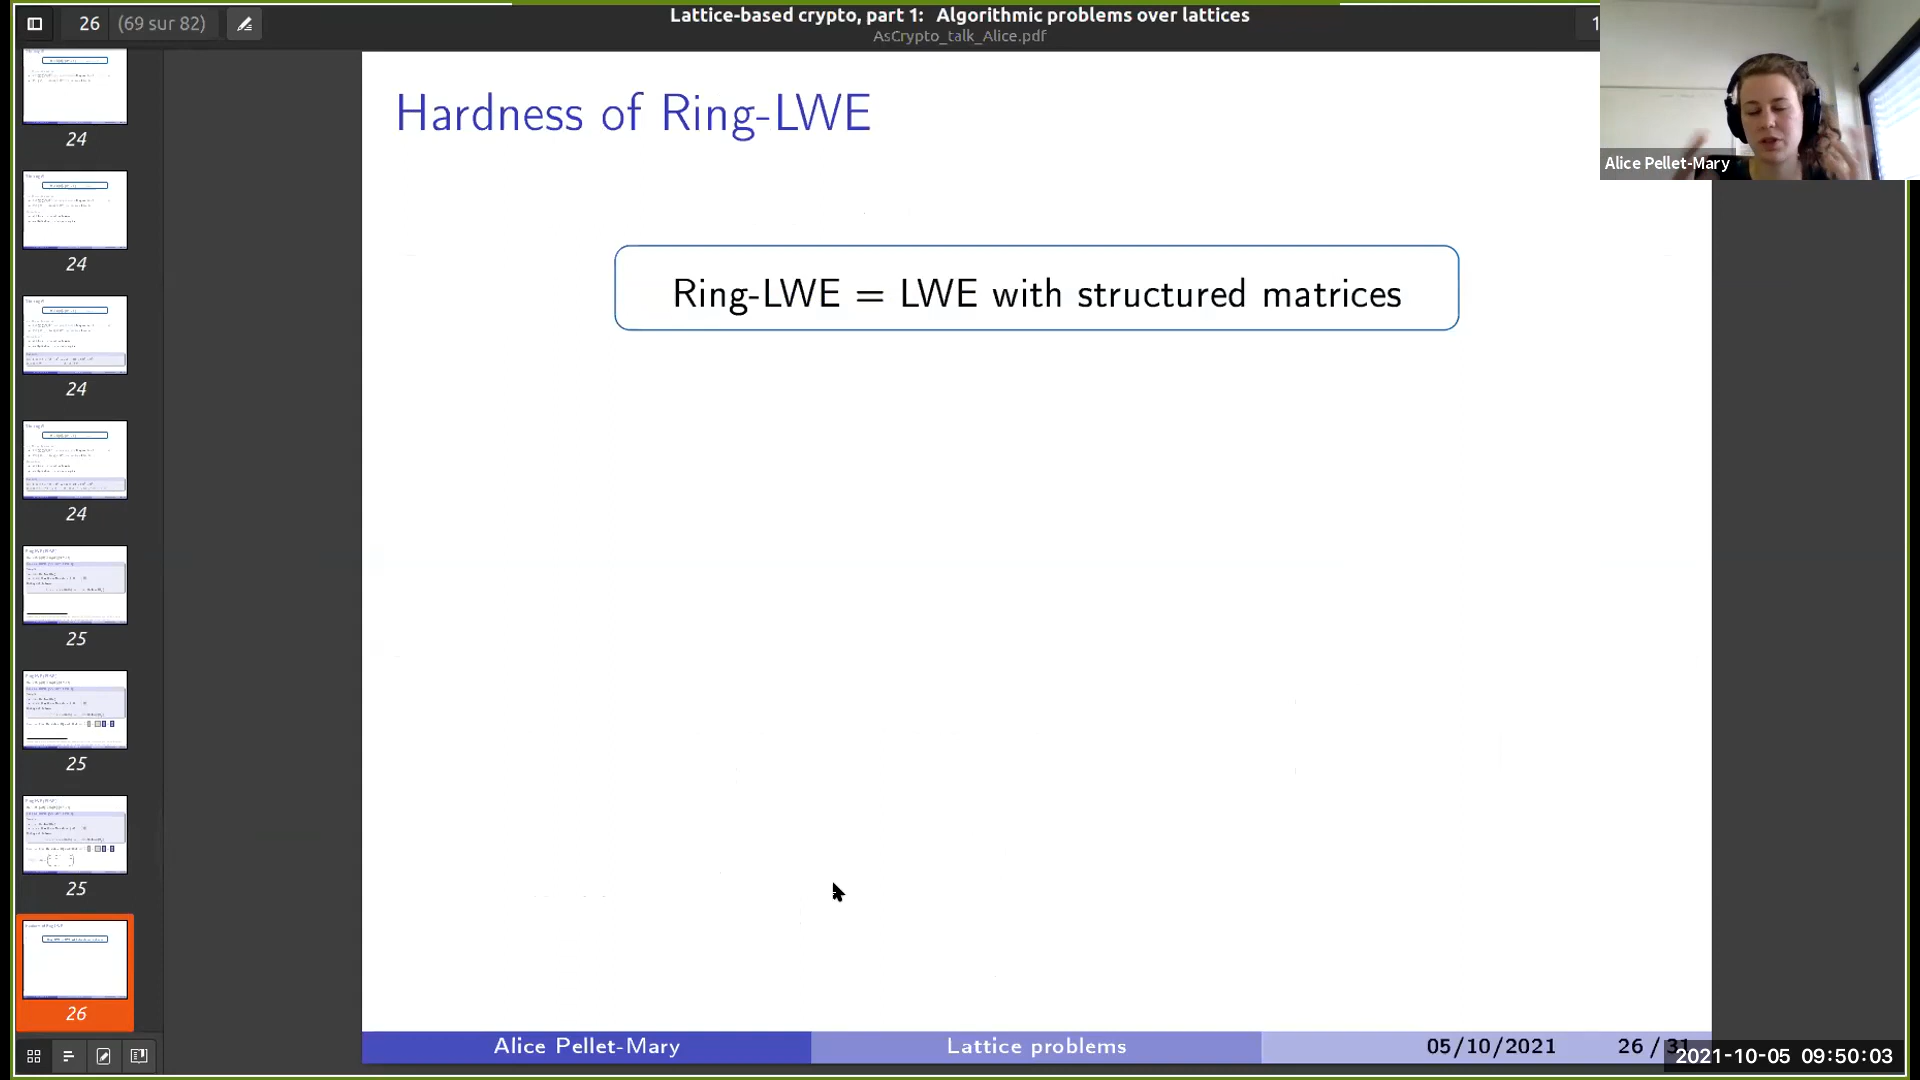 26 (69 sur 82)
Lattice-based crypto, part 1: Algorithmic problems over lattices
AsCrypto_talk_Alice.pdf
Alice Pellet-Mary
Hardness of Ring-LWE
Ring-LWE = LWE with structured matrices
24
24
24
24
25
25
25
26
Alice Pellet-Mary
Lattice problems
05/10/2021
26 / 31
2021-10-05 09:50:03